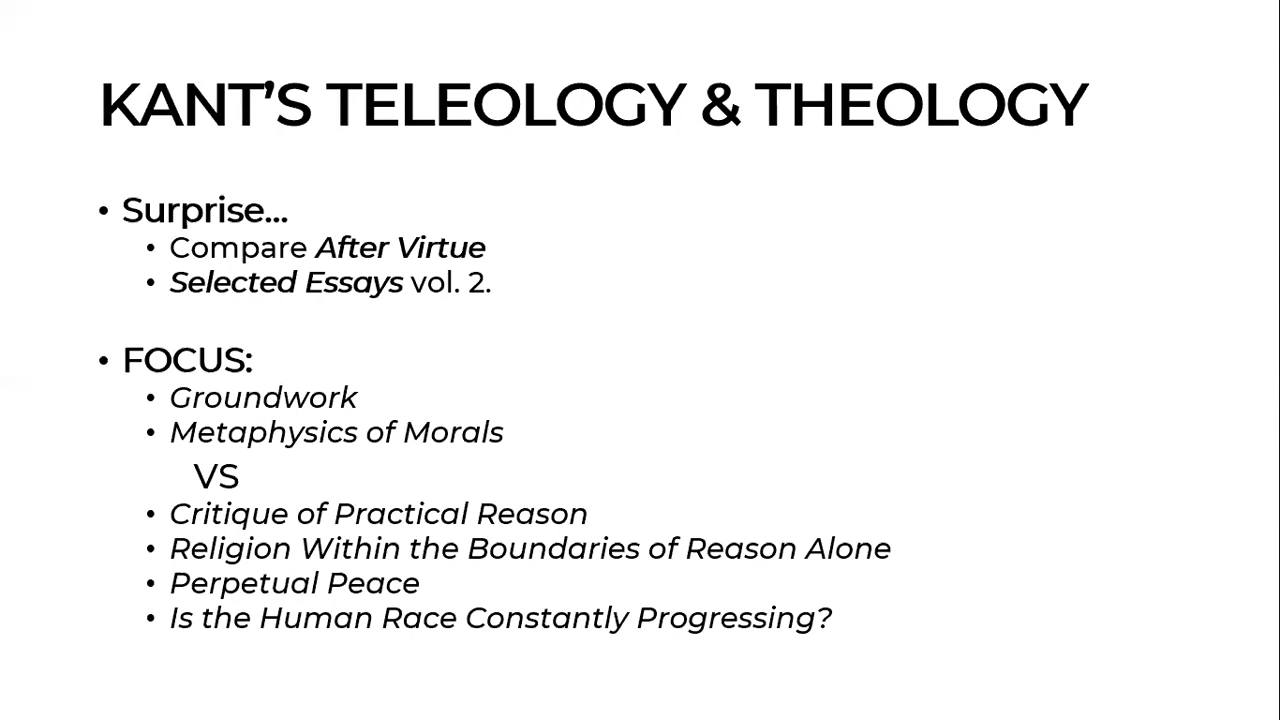 KANT’S TELEOLOGY & THEOLOGY
• Surprise...
• Compare After Virtue
• Selected Essays vol. 2.
• FOCUS:
• Groundwork
• Metaphysics of Morals
VS
• Critique of Practical Reason
• Religion Within the Boundaries of Reason Alone
• Perpetual Peace
• Is the Human Race Constantly Progressing?